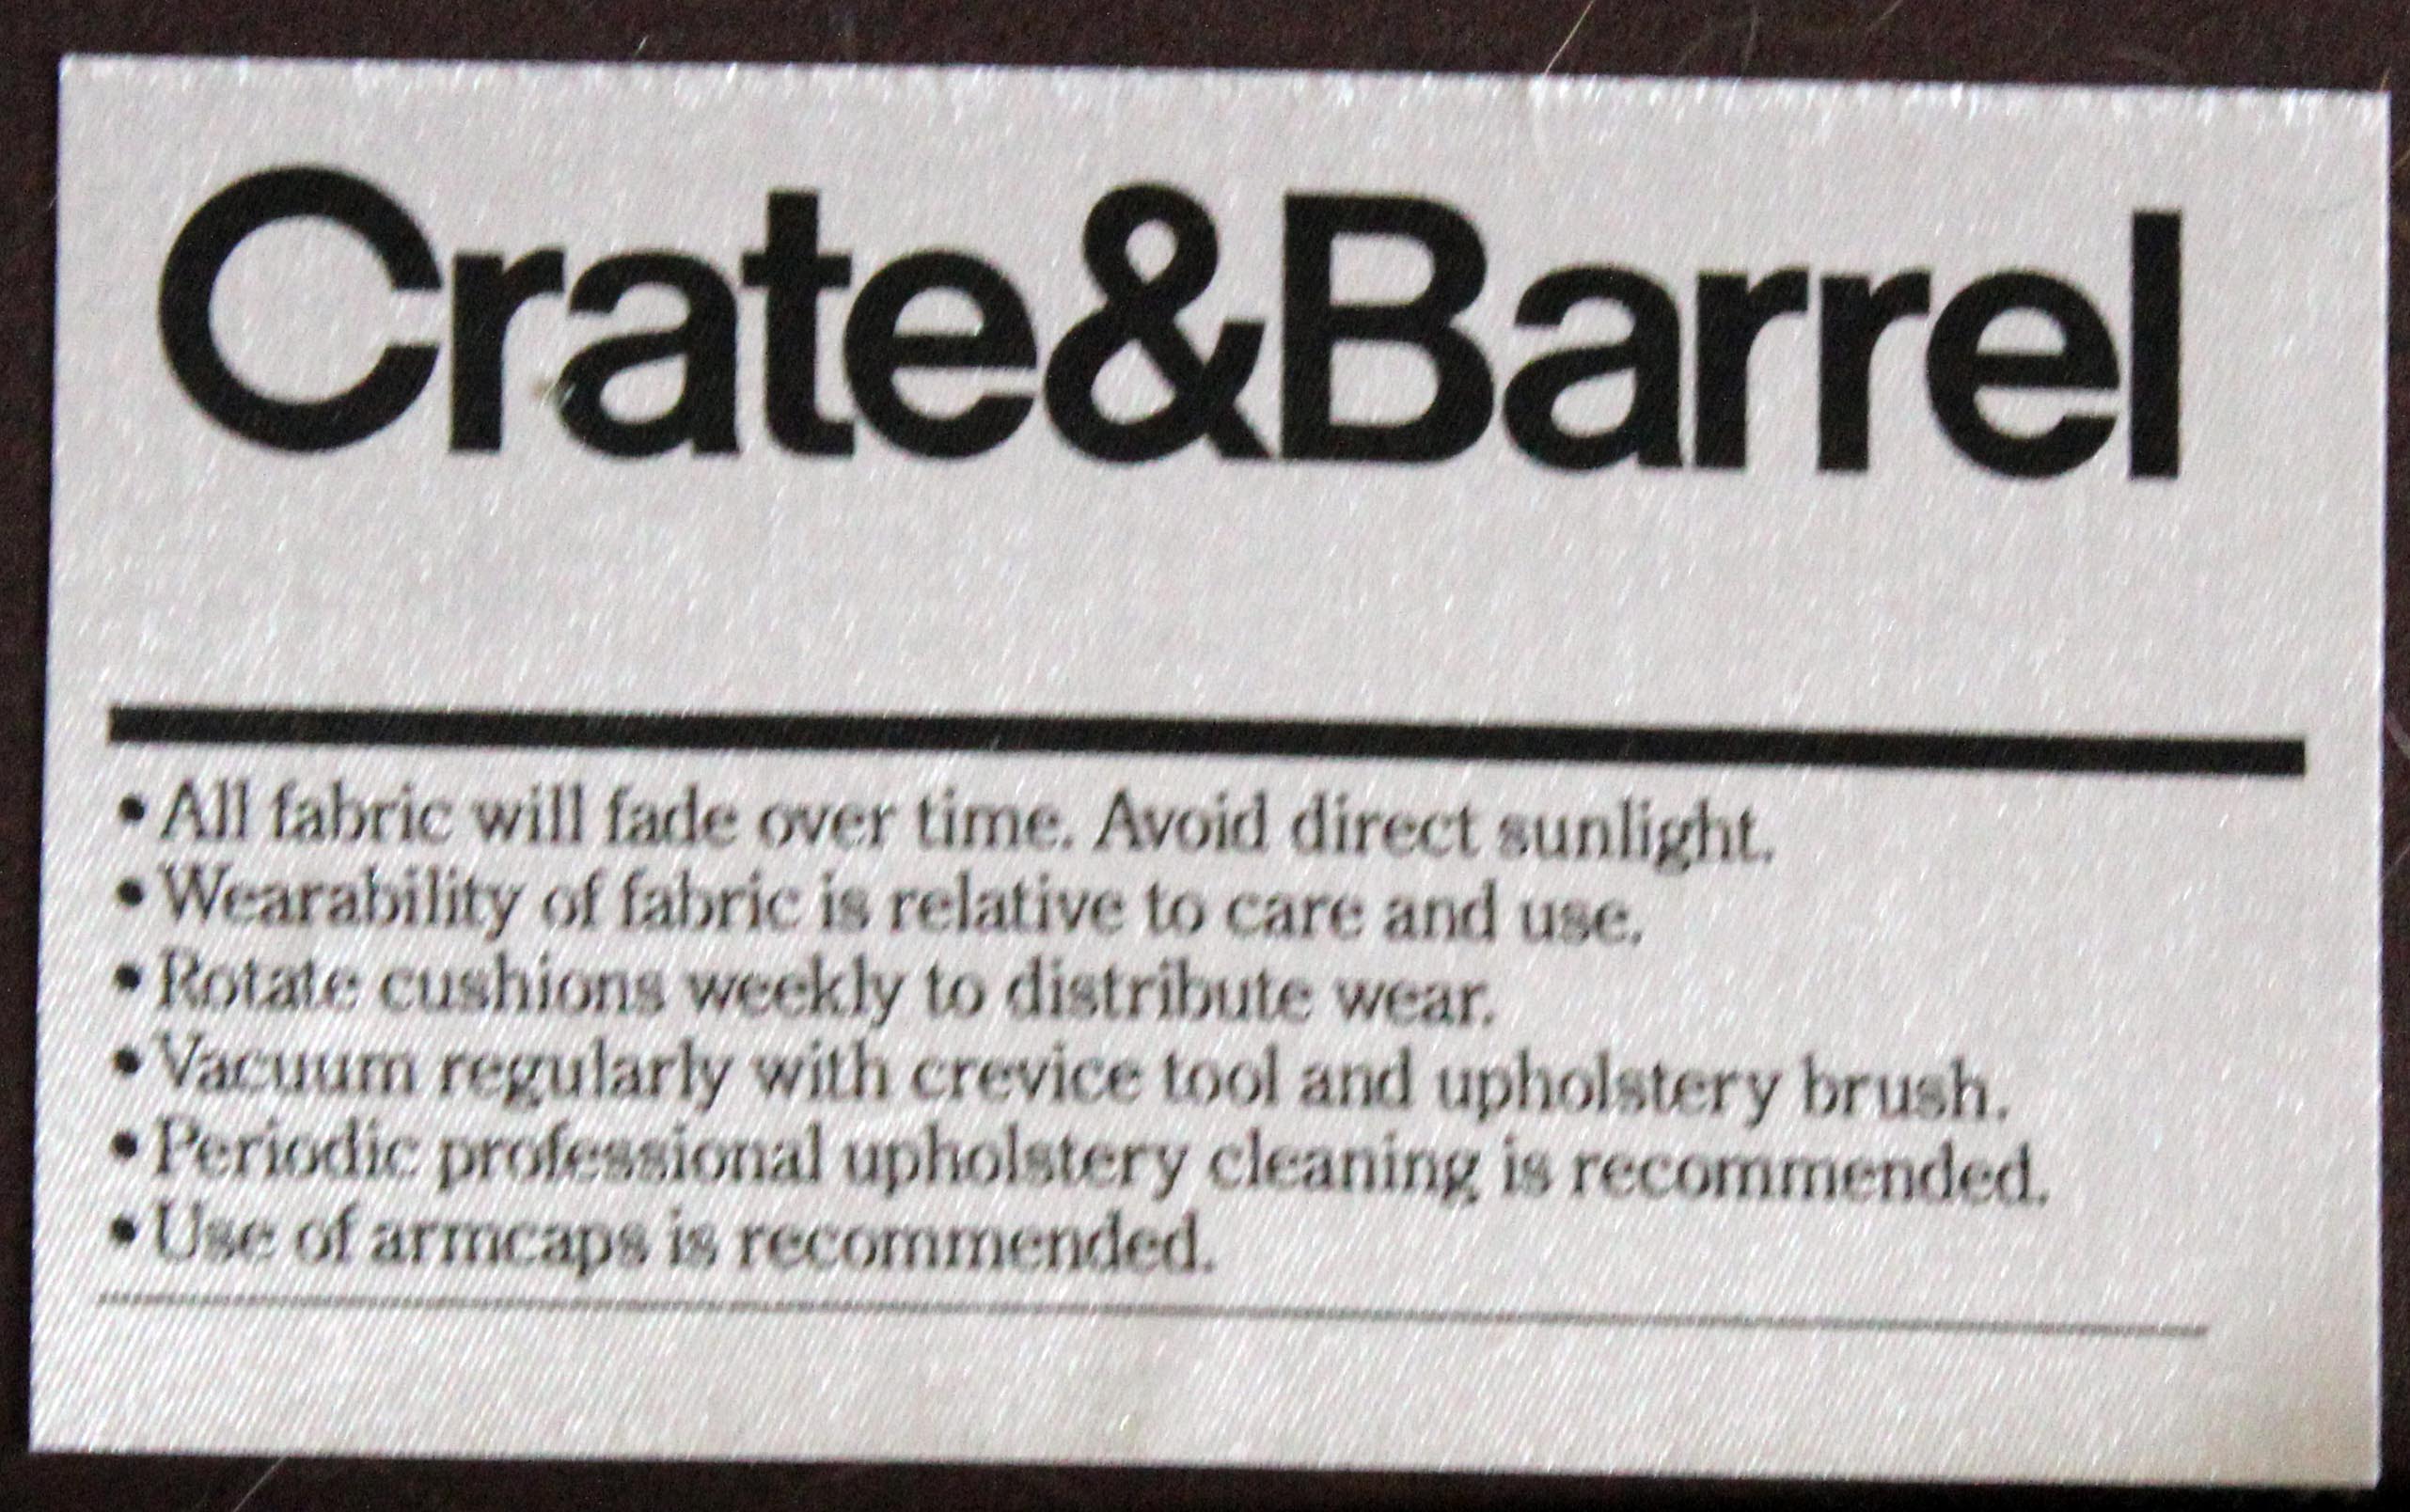 Crate&Barrel
• All fabric will fade over time. Avoid direct sunlight.
• Wearability of fabric is relative to care and use.
• Rotate cushions weekly to distribute wear.
• Vacuum regularly with crevice tool and upholstery brush.
• Periodic professional upholstery cleaning is recommended.
• Use of armcaps is recommended.